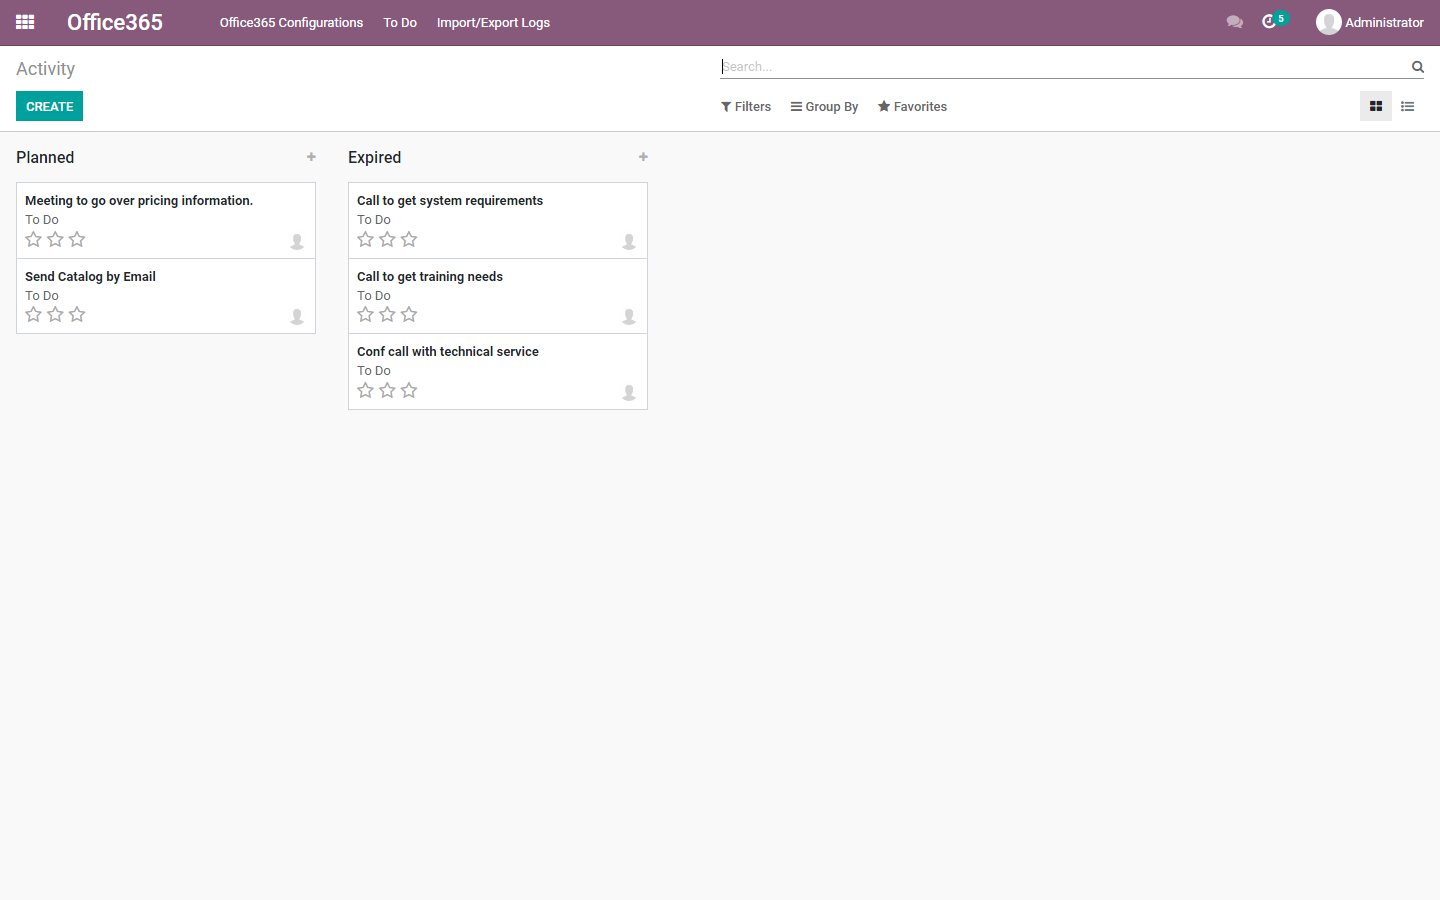 Office365 Office365 Configurations To Do Import/Export Logs 5 Administrator
Activity Search...
CREATE Filters Group By Favorites
Planned Expired
Meeting to go over pricing information.
To Do
Send Catalog by Email
To Do
Call to get system requirements
To Do
Call to get training needs
To Do
Conf call with technical service
To Do